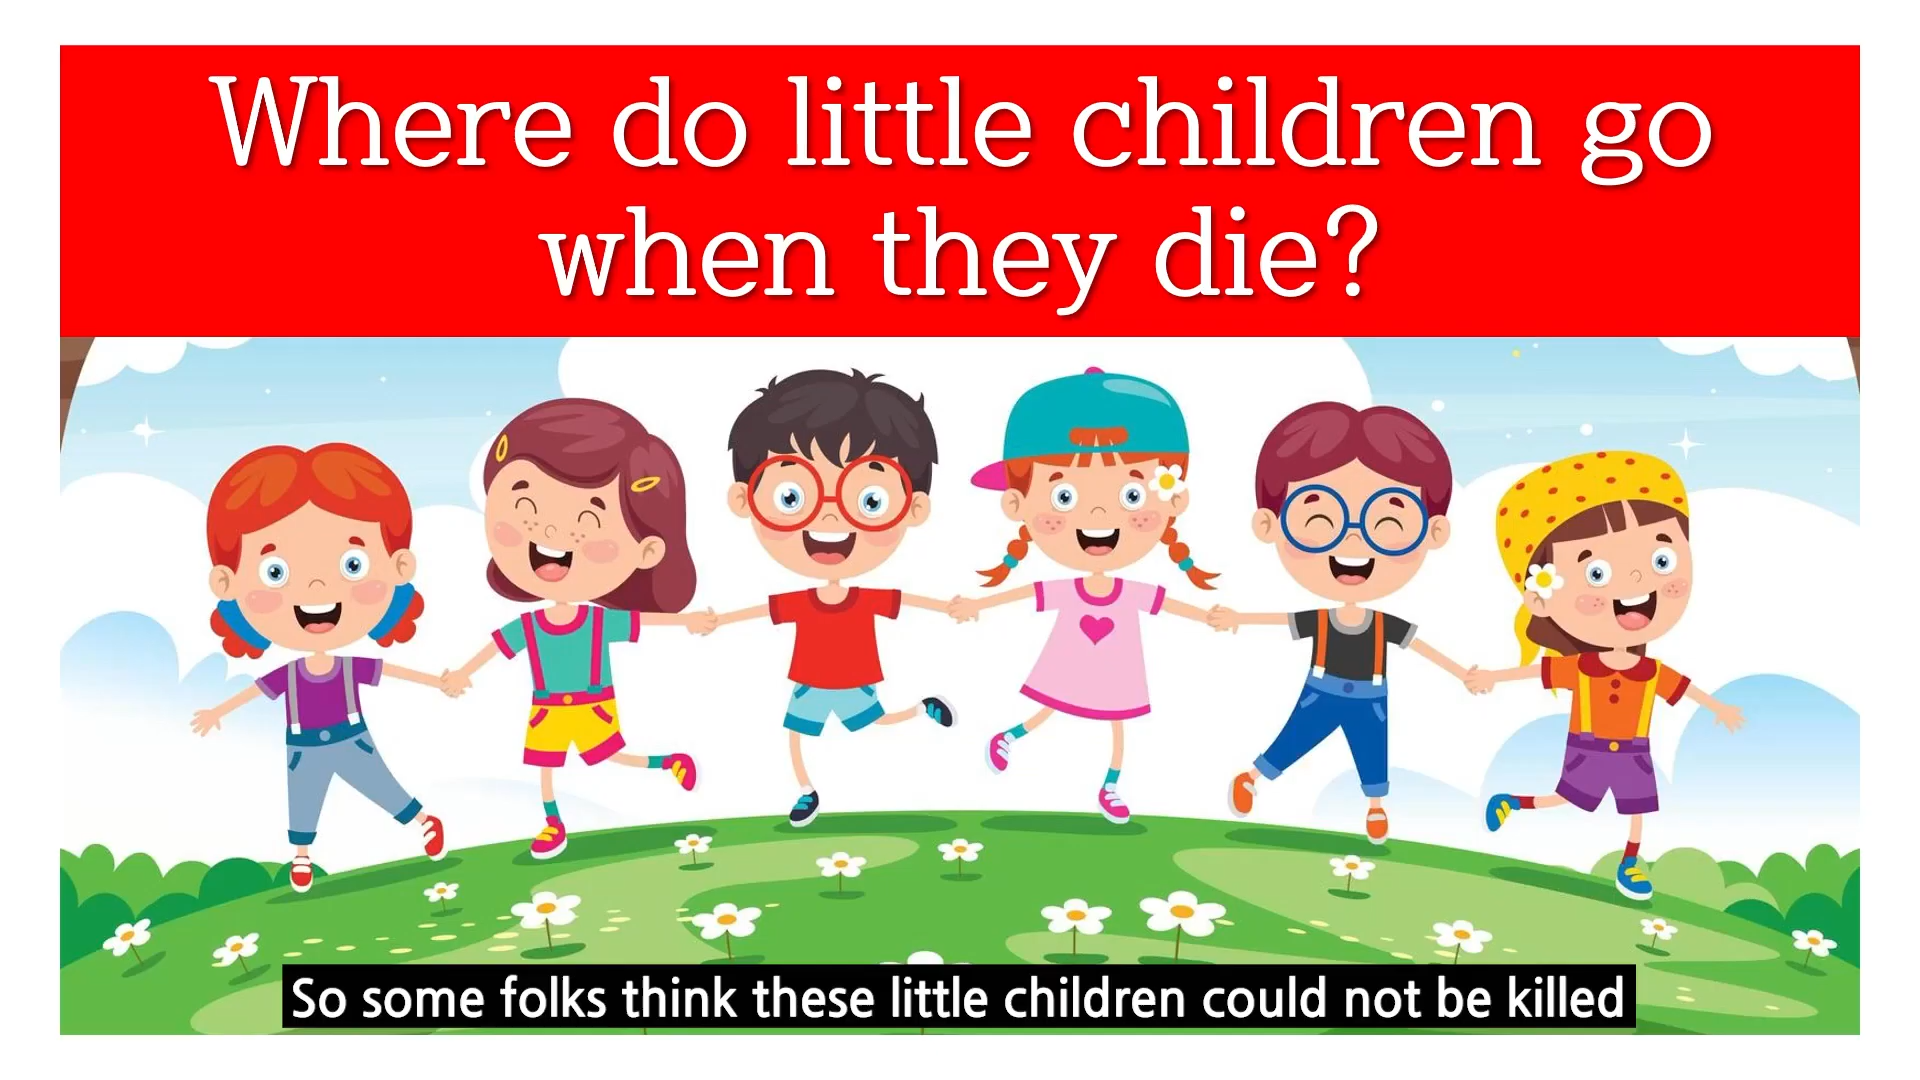 Where do little children go
when they die?
So some folks think these little children could not be killed